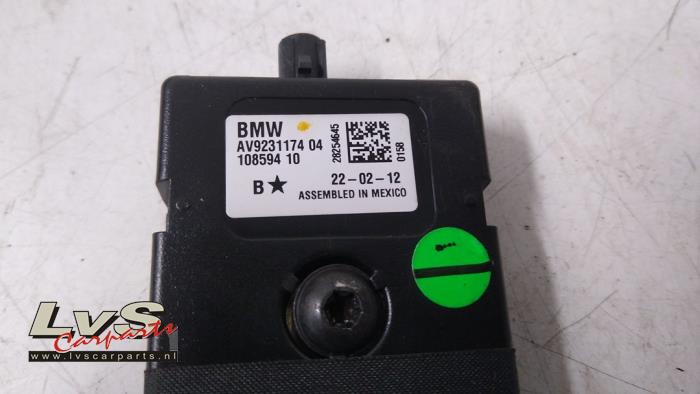 BMW
AV9231174 04
108594 10
28254645
0158
B★ 22-02-12
ASSEMBLED IN MEXICO
LvS
Carparts
www.lvscarparts.nl